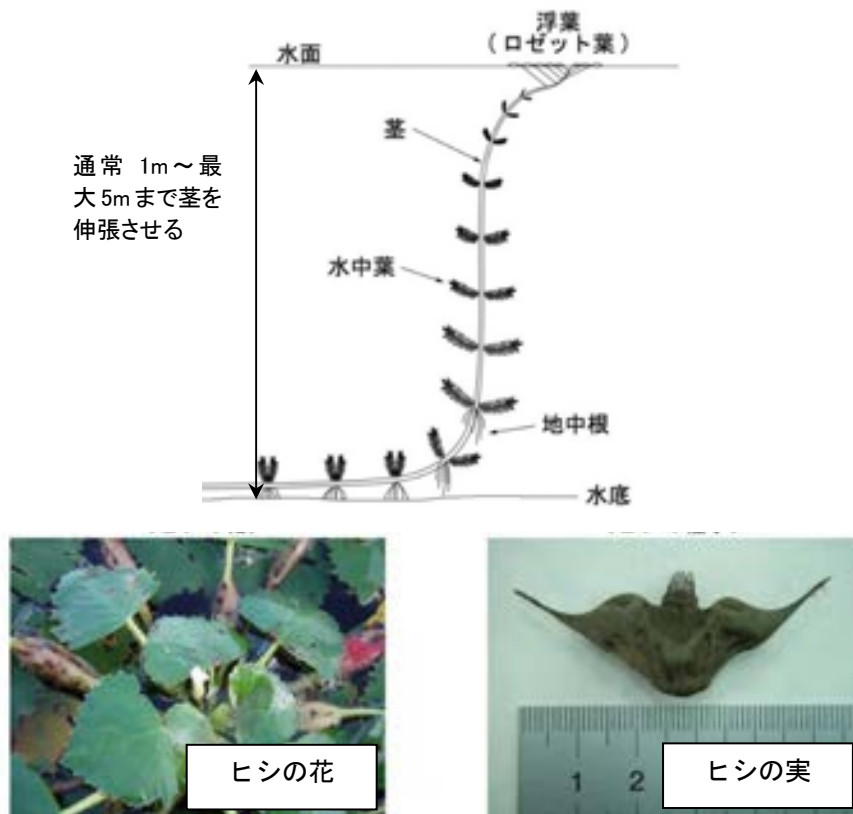 浮葉
(ロゼット葉)
水面
茎
通常 1m～最
大5mまで茎を
伸張させる
水中葉
地中根
水底
ヒシの花
ヒシの実
1 2